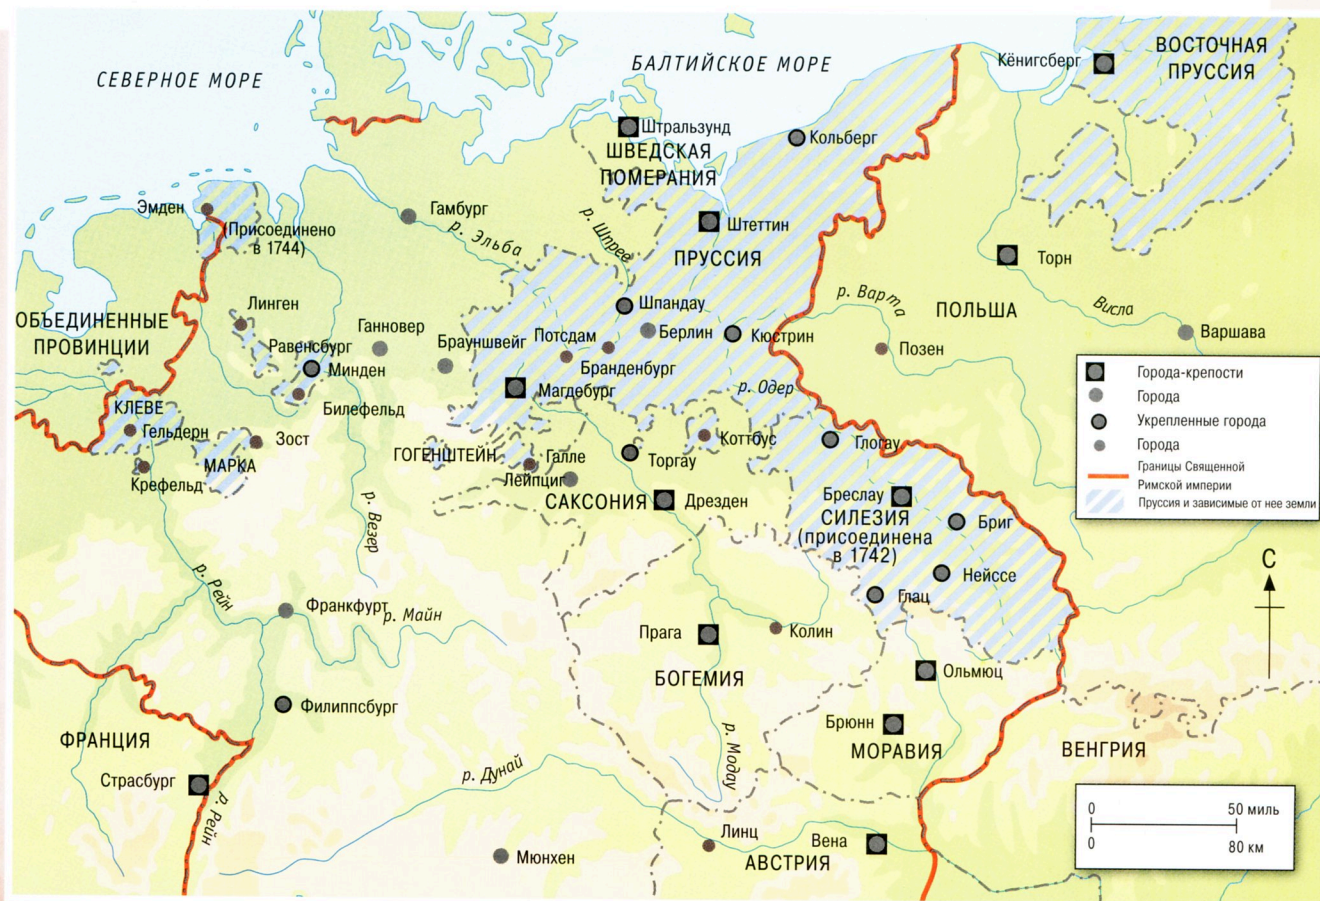 СЕВЕРНОЕ МОРЕ
БАЛТИЙСКОЕ МОРЕ
ВОСТОЧНАЯ
ПРУССИЯ
Кёнигсберг
Штральзунд
ШВЕДСКАЯ
ПОМЕРАНИЯ
Кольберг
Эмден
(Присоединено
в 1744)
Гамбург
р. Эльба
р. Шпрее
Штеттин
ПРУССИЯ
Торн
ПОЛЬША
р. Варта
Висла
Варшава
Позен
ОБЪЕДИНЕННЫЕ
ПРОВИНЦИИ
Линген
Ганновер
Равенсбург
Минден
Билефельд
Брауншвейг
Потсдам
Шпандау
Берлин
Кюстрин
Бранденбург
Магдебург
р. Одер
КЛЕВЕ
Гельдерн
Зост
МАРКА
Крефельд
ГОГЕНШТЕЙН
Галле
Лейпциг
Торгау
Коттбус
Глогау
САКСОНИЯ
Дрезден
Бреслау
СИЛЕЗИЯ
(присоединена
в 1742)
Бриг
Нейссе
Глац
р. Везер
р. Рейн
Франкфурт
р. Майн
Прага
Колин
БОГЕМИЯ
Ольмюц
Филиппсбург
ФРАНЦИЯ
Страсбург
р. Рейн
р. Дунай
р. Модау
Брюнн
МОРАВИЯ
ВЕНГРИЯ
Мюнхен
Линц
Вена
АВСТРИЯ
Города-крепости
Города
Укрепленные города
Города
Границы Священной
Римской империи
Пруссия и зависимые от нее земли
С
0 50 миль
0 80 км